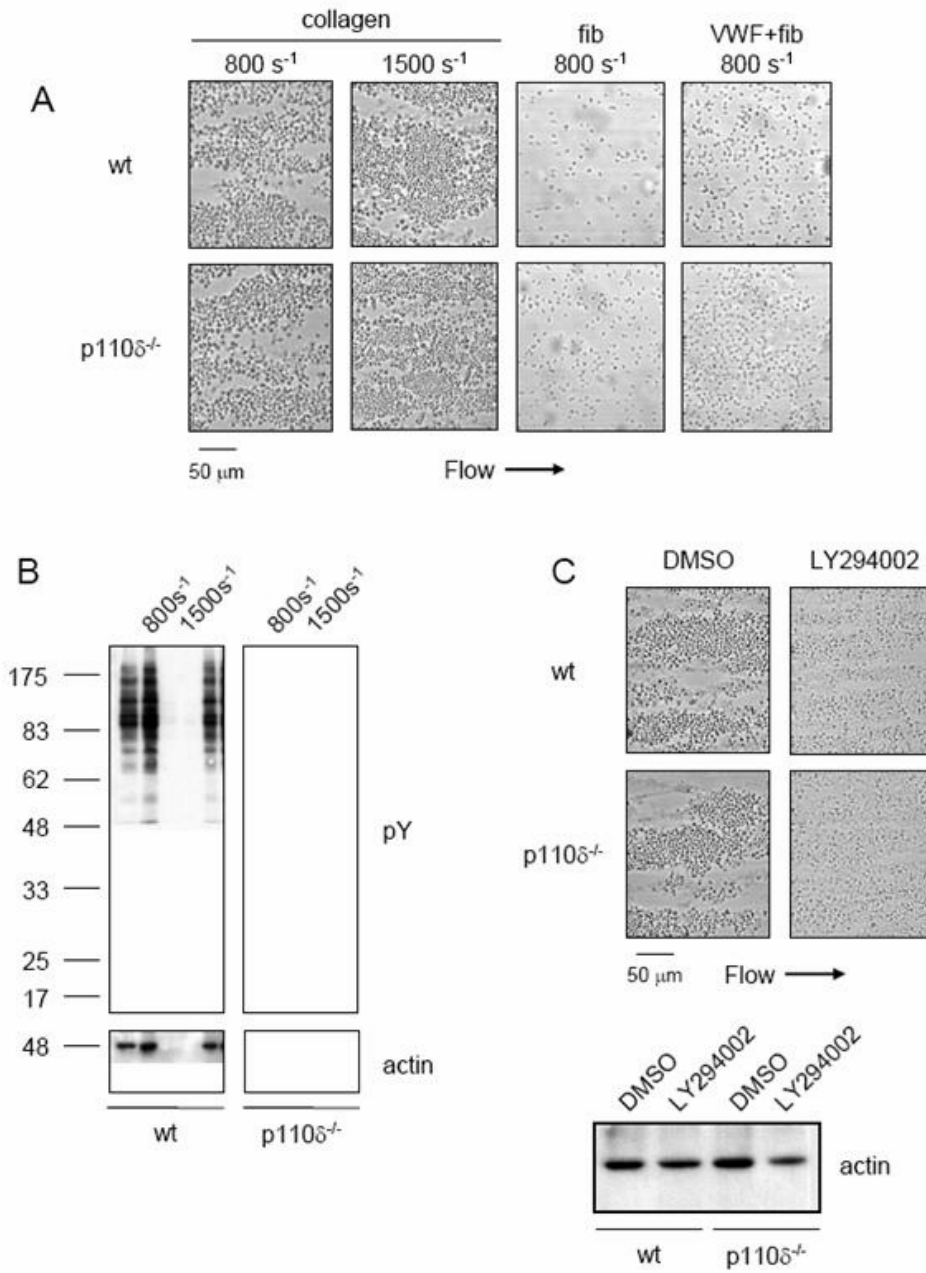 collagen
fib
VWF+fib
800 s⁻¹
1500 s⁻¹
800 s⁻¹
800 s⁻¹
A
wt
p110δ⁻/⁻
50 μm
Flow
B
800s⁻¹
1500s⁻¹
800s⁻¹
1500s⁻¹
175
83
62
48
33
25
17
pY
48
actin
wt
p110δ⁻/⁻
C
DMSO
LY294002
wt
p110δ⁻/⁻
50 μm
Flow
DMSO
LY294002
DMSO
LY294002
actin
wt
p110δ⁻/⁻